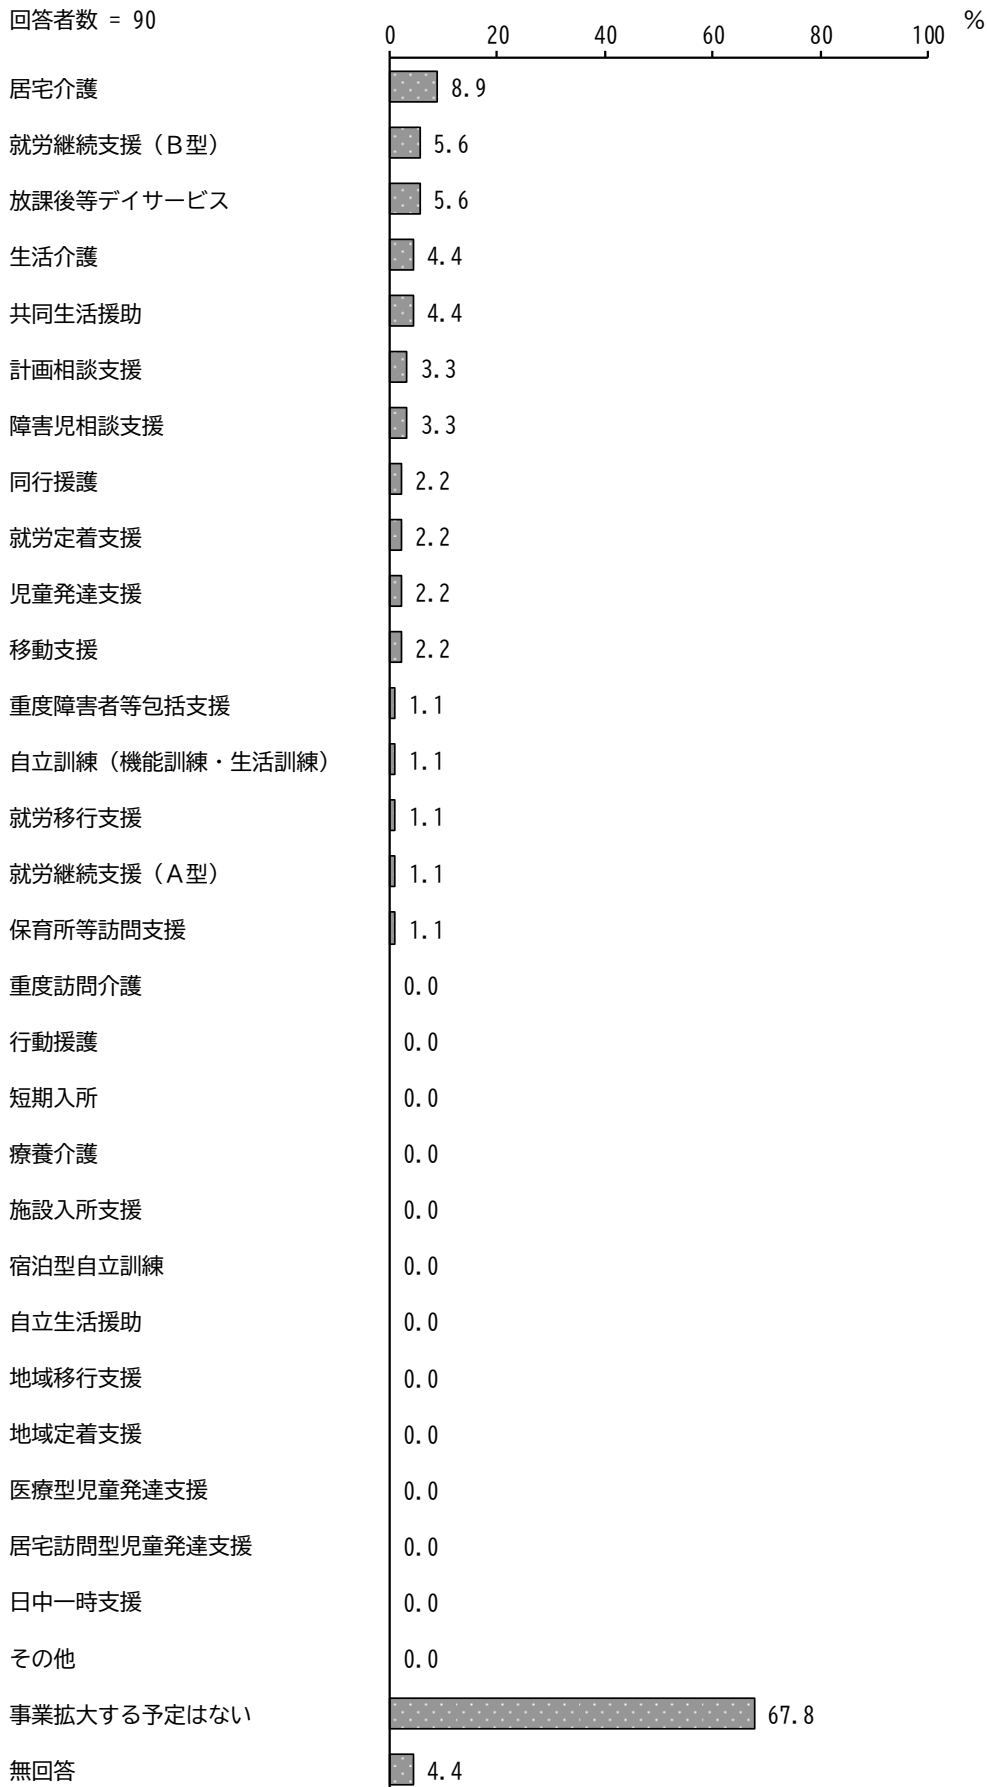 回答者数 = 90
0 20 40 60 80 100 %
居宅介護 8.9
就労継続支援（Ｂ型） 5.6
放課後等デイサービス 5.6
生活介護 4.4
共同生活援助 4.4
計画相談支援 3.3
障害児相談支援 3.3
同行援護 2.2
就労定着支援 2.2
児童発達支援 2.2
移動支援 2.2
重度障害者等包括支援 1.1
自立訓練（機能訓練・生活訓練） 1.1
就労移行支援 1.1
就労継続支援（Ａ型） 1.1
保育所等訪問支援 1.1
重度訪問介護 0.0
行動援護 0.0
短期入所 0.0
療養介護 0.0
施設入所支援 0.0
宿泊型自立訓練 0.0
自立生活援助 0.0
地域移行支援 0.0
地域定着支援 0.0
医療型児童発達支援 0.0
居宅訪問型児童発達支援 0.0
日中一時支援 0.0
その他 0.0
事業拡大する予定はない 67.8
無回答 4.4